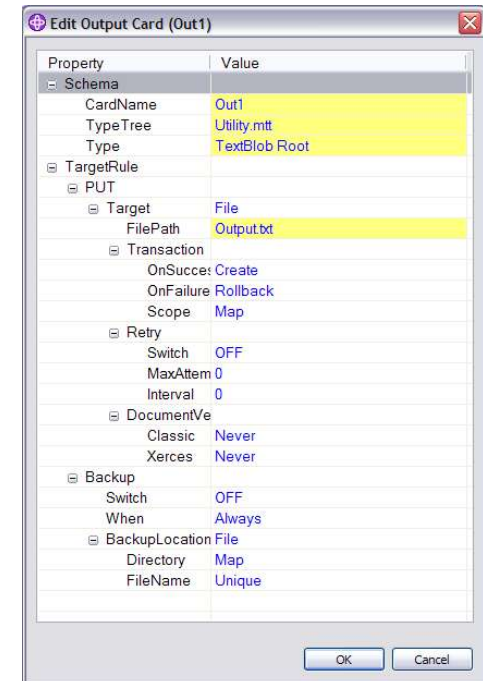 Edit Output Card (Out1)
Property Value
Schema
CardName Out1
TypeTree Utility.mtt
Type TextBlob Root
TargetRule
PUT
Target File
FilePath Output.txt
Transaction
OnSucces Create
OnFailure Rollback
Scope Map
Retry
Switch OFF
MaxAttem 0
Interval 0
DocumentVe
Classic Never
Xerces Never
Backup
Switch OFF
When Always
BackupLocation File
Directory Map
FileName Unique
OK Cancel